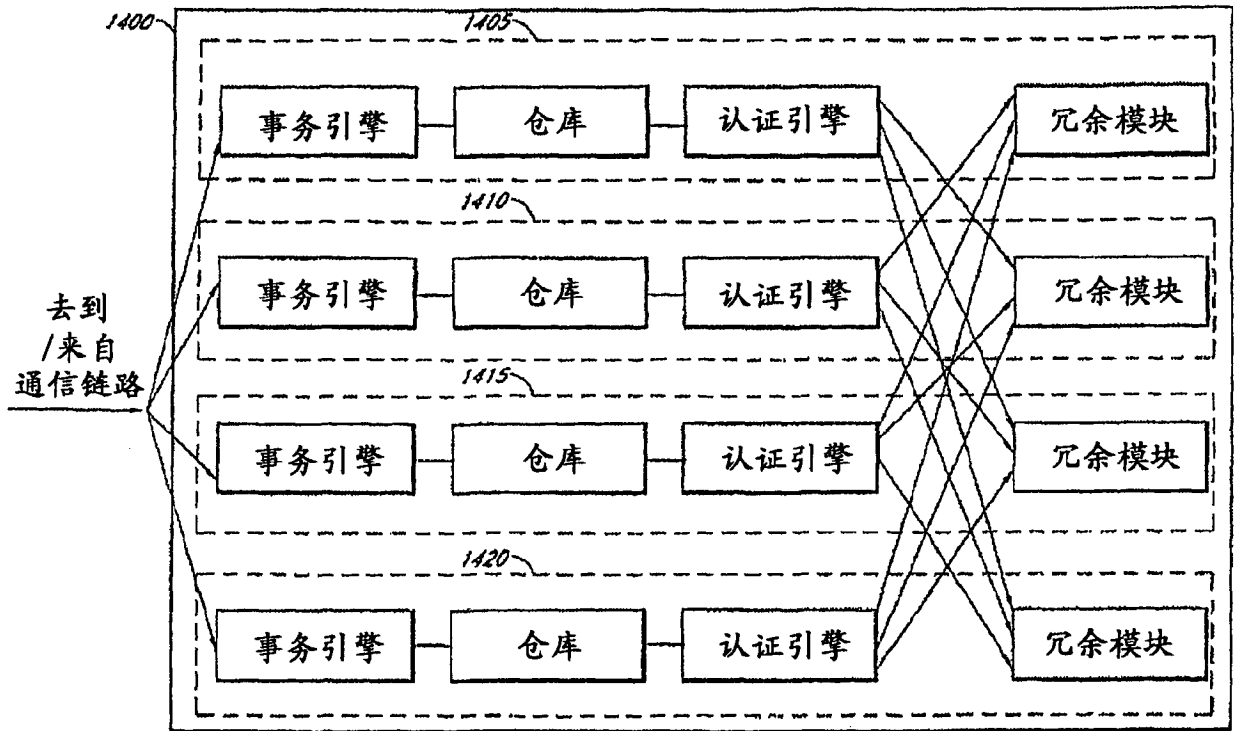 1400
1405
事务引擎
仓库
认证引擎
冗余模块
1410
事务引擎
仓库
认证引擎
冗余模块
去到
/来自
通信链路
1415
事务引擎
仓库
认证引擎
冗余模块
1420
事务引擎
仓库
认证引擎
冗余模块